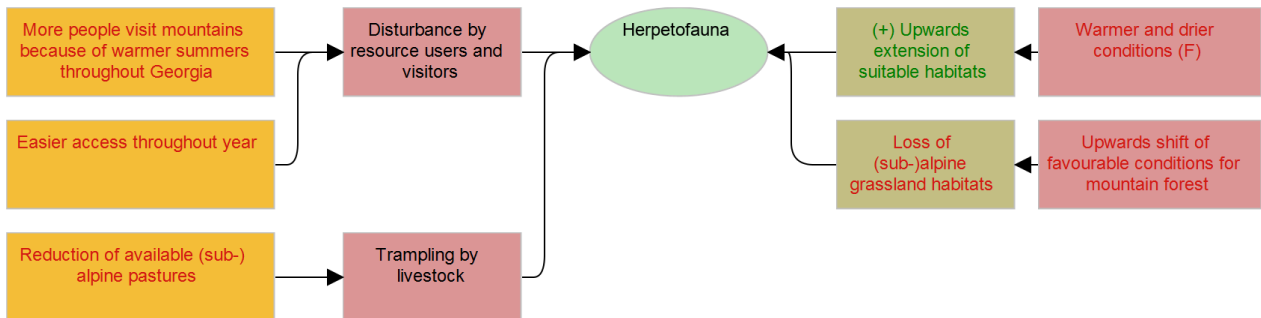 More people visit mountains
because of warmer summers
throughout Georgia
Disturbance by
resource users and
visitors
Herpetofauna
(+) Upwards
extension of
suitable habitats
Warmer and drier
conditions (F)
Easier access throughout year
Loss of
(sub-)alpine
grassland habitats
Upwards shift of
favourable conditions for
mountain forest
Reduction of available (sub-)
alpine pastures
Trampling by
livestock